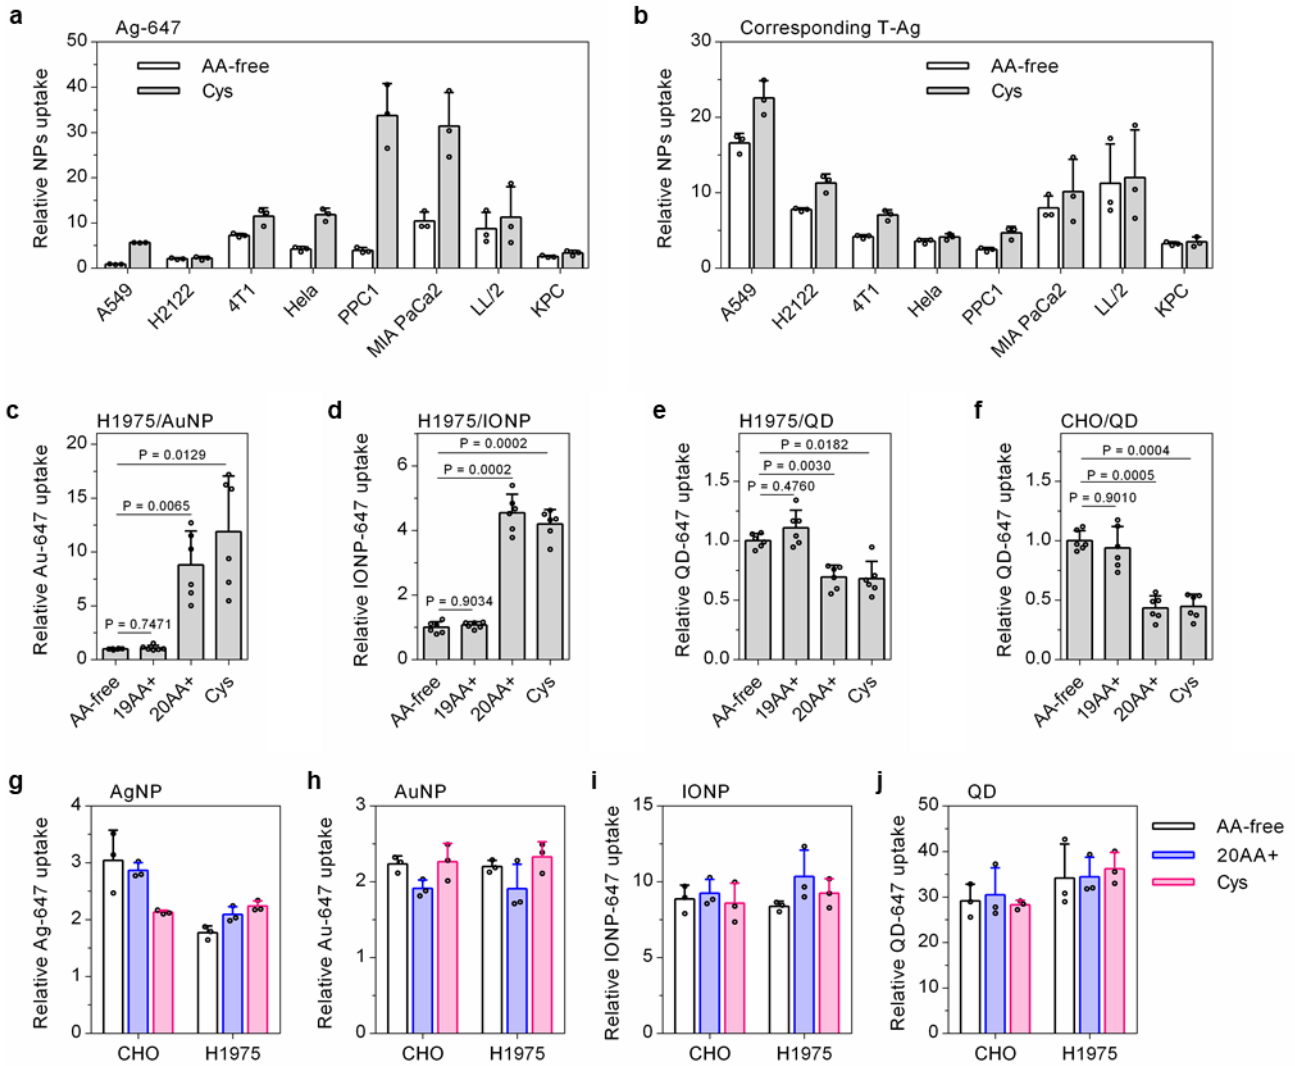 a
Ag-647
Relative NPs uptake
50
40
30
20
10
0
AA-free
Cys
A549
H2122
4T1
Hela
PPC1
MIA PaCa2
LL/2
KPC
b
Corresponding T-Ag
Relative NPs uptake
30
20
10
0
AA-free
Cys
A549
H2122
4T1
Hela
PPC1
MIA PaCa2
LL/2
KPC
c
H1975/AuNP
Relative Au-647 uptake
20
15
10
5
0
P = 0.0129
P = 0.0065
P = 0.7471
AA-free
19AA+
20AA+
Cys
d
H1975/IONP
Relative IONP-647 uptake
6
4
2
0
P = 0.0002
P = 0.0002
P = 0.9034
AA-free
19AA+
20AA+
Cys
e
H1975/QD
Relative QD-647 uptake
1.5
1.0
0.5
0.0
P = 0.0182
P = 0.0030
P = 0.4760
AA-free
19AA+
20AA+
Cys
f
CHO/QD
Relative QD-647 uptake
1.5
1.0
0.5
0.0
P = 0.0004
P = 0.0005
P = 0.9010
AA-free
19AA+
20AA+
Cys
g
AgNP
Relative Ag-647 uptake
4
3
2
1
0
CHO
H1975
h
AuNP
Relative Au-647 uptake
3
2
1
0
CHO
H1975
i
IONP
Relative IONP-647 uptake
15
10
5
0
CHO
H1975
j
QD
Relative QD-647 uptake
50
40
30
20
10
0
CHO
H1975
AA-free
20AA+
Cys